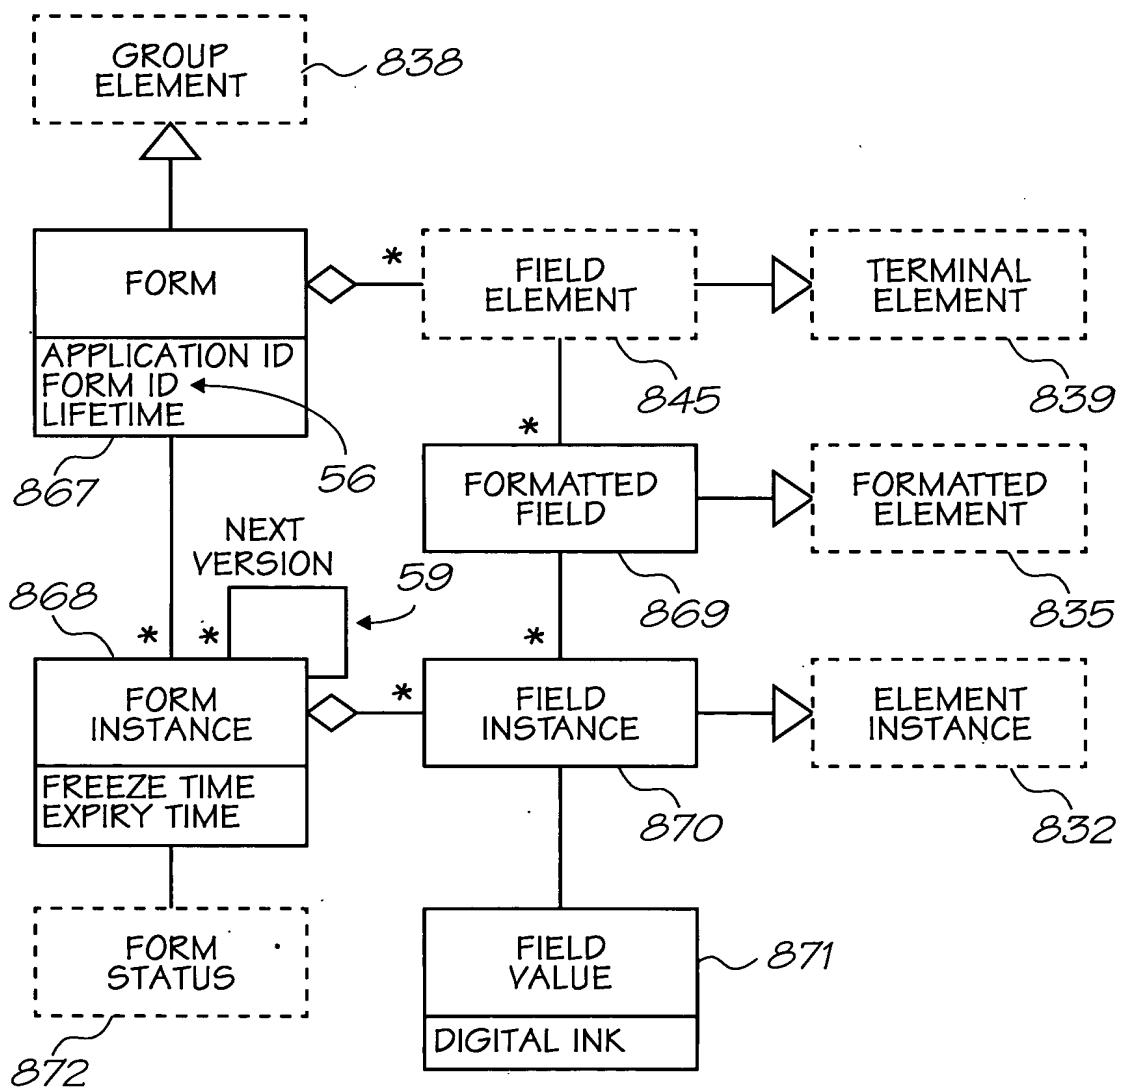 GROUP
ELEMENT
838
FORM
*
FIELD
ELEMENT
TERMINAL
ELEMENT
APPLICATION ID
FORM ID
LIFETIME
845
839
867
56
*
FORMATTED
FIELD
FORMATTED
ELEMENT
NEXT
VERSION
868
59
869
835
*
*
*
FORM
INSTANCE
*
FIELD
INSTANCE
ELEMENT
INSTANCE
FREEZE TIME
EXPIRY TIME
870
832
FORM
STATUS
FIELD
VALUE
871
872
DIGITAL INK